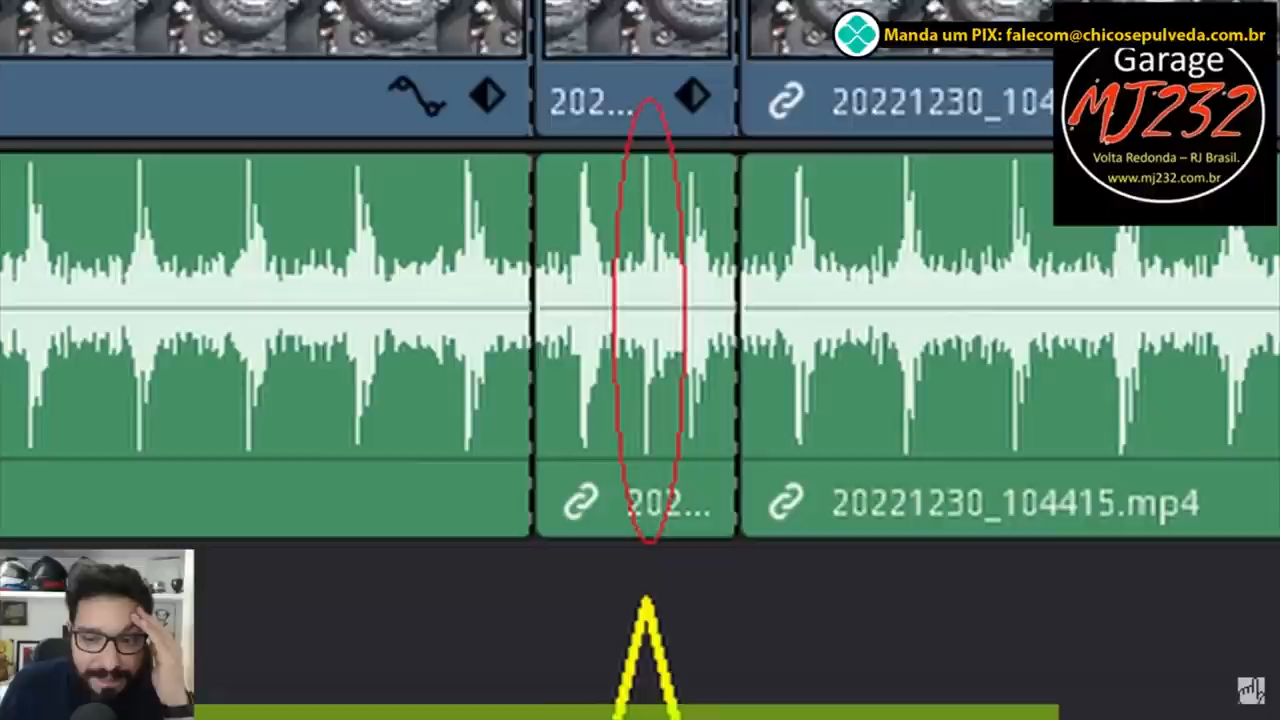 Manda um PIX: falecom@chicosepulveda.com.br
Garage
MJ232
Volta Redonda – RJ Brasil.
www.mj232.com.br
202...
20221230_104
202...
20221230_104415.mp4